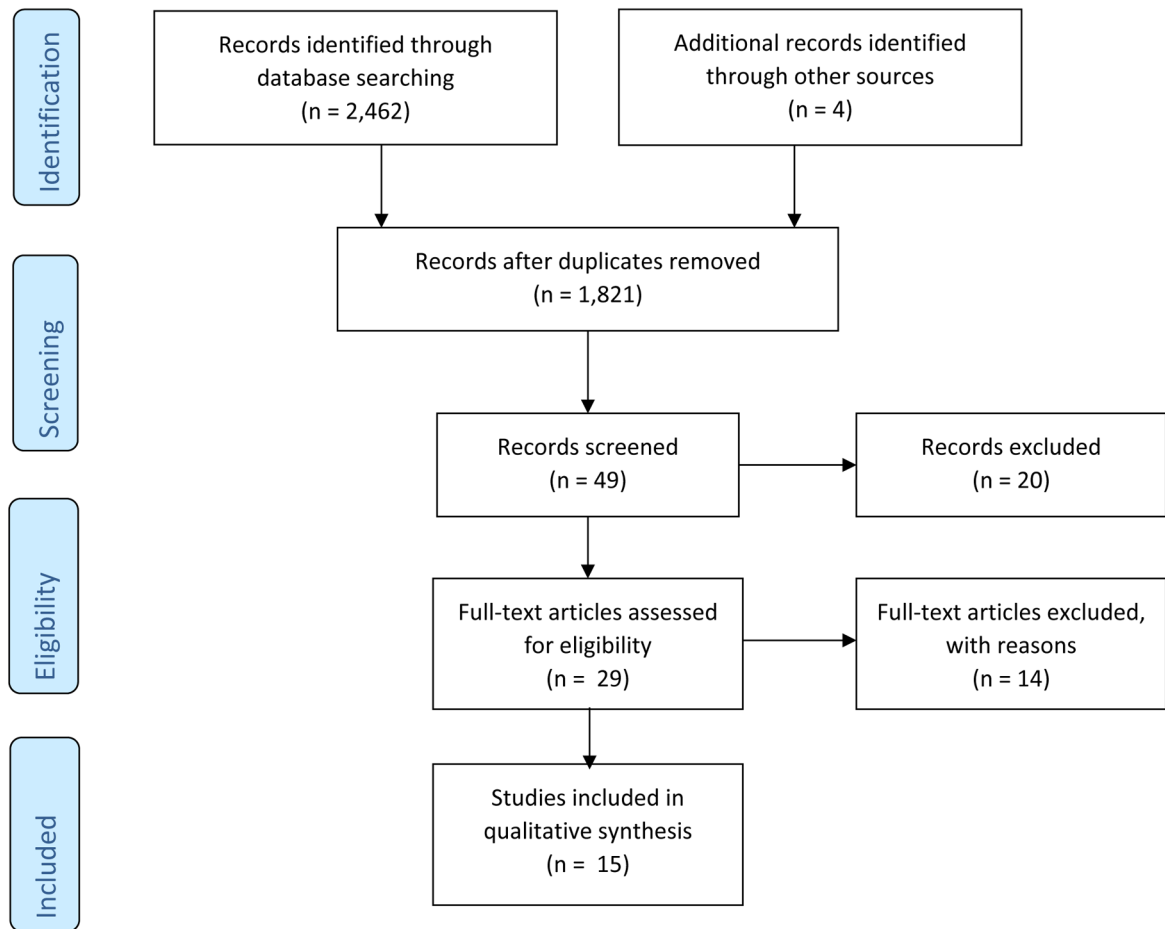 Identification
Records identified through
database searching
(n = 2,462)
Additional records identified
through other sources
(n = 4)
Screening
Records after duplicates removed
(n = 1,821)
Records screened
(n = 49)
Records excluded
(n = 20)
Eligibility
Full-text articles assessed
for eligibility
(n =  29)
Full-text articles excluded,
with reasons
(n = 14)
Included
Studies included in
qualitative synthesis
(n =  15)